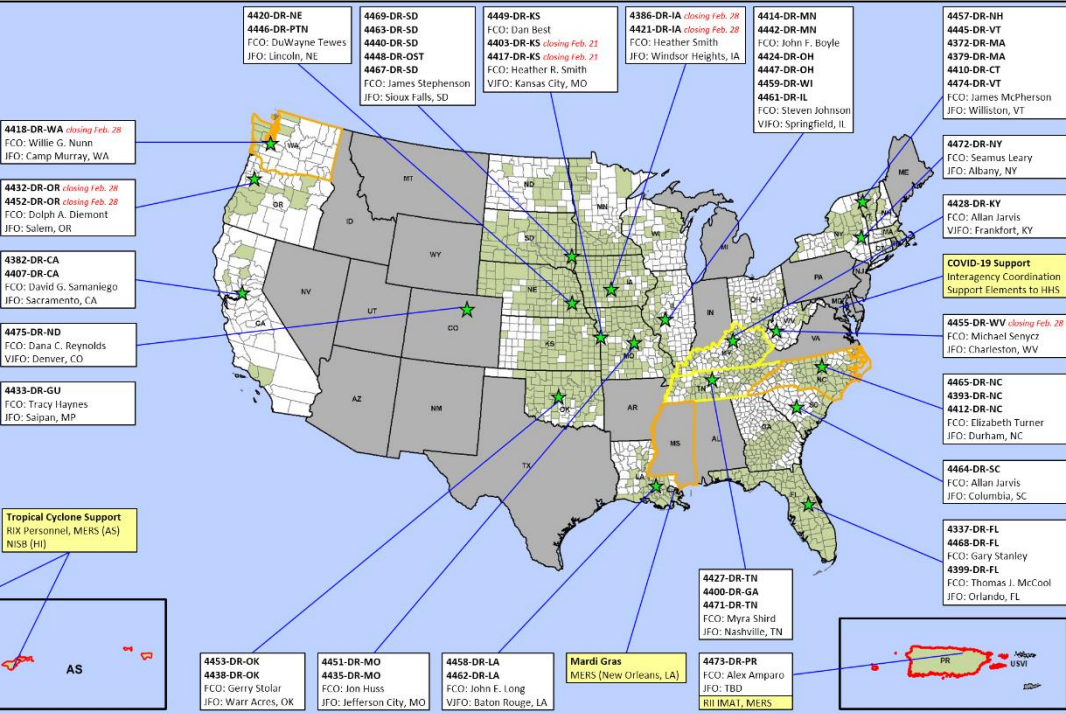 4420-DR-NE
4446-DR-PTN
FCO: DuWayne Tewes
JFO: Lincoln, NE
4469-DR-SD
4463-DR-SD
4440-DR-SD
4448-DR-OST
4467-DR-SD
FCO: James Stephenson
JFO: Sioux Falls, SD
4449-DR-KS
FCO: Dan Best
4403-DR-KS closing Feb. 21
4417-DR-KS closing Feb. 21
FCO: Heather R. Smith
VJFO: Kansas City, MO
4386-DR-IA closing Feb. 28
4421-DR-IA closing Feb. 28
FCO: Heather Smith
JFO: Windsor Heights, IA
4414-DR-MN
4442-DR-MN
FCO: John F. Boyle
4424-DR-OH
4447-DR-OH
4459-DR-WI
4461-DR-IL
FCO: Steven Johnson
VJFO: Springfield, IL
4457-DR-NH
4445-DR-VT
4372-DR-MA
4379-DR-MA
4410-DR-CT
4474-DR-VT
FCO: James McPherson
JFO: Williston, VT
4418-DR-WA closing Feb. 28
FCO: Willie G. Nunn
JFO: Camp Murray, WA
4432-DR-OR closing Feb. 28
4452-DR-OR closing Feb. 28
FCO: Dolph A. Diemont
JFO: Salem, OR
4382-DR-CA
4407-DR-CA
FCO: David G. Samaniego
JFO: Sacramento, CA
4475-DR-ND
FCO: Dana C. Reynolds
VJFO: Denver, CO
4433-DR-GU
FCO: Tracy Haynes
JFO: Saipan, MP
4472-DR-NY
FCO: Seamus Leary
JFO: Albany, NY
4428-DR-KY
FCO: Allan Jarvis
VJFO: Frankfort, KY
COVID-19 Support
Interagency Coordination
Support Elements to HHS
4455-DR-WV closing Feb. 28
FCO: Michael Senycz
JFO: Charleston, WV
4465-DR-NC
4393-DR-NC
4412-DR-NC
FCO: Elizabeth Turner
JFO: Durham, NC
4464-DR-SC
FCO: Allan Jarvis
JFO: Columbia, SC
4337-DR-FL
4468-DR-FL
FCO: Gary Stanley
4399-DR-FL
FCO: Thomas J. McCool
JFO: Orlando, FL
WA
MT
ND
MN
ME
OR
ID
SD
WI
MI
NY
NH
MA
CT
WY
IA
PA
NJ
NE
NV
UT
CO
IN
OH
MD
WV
VA
CA
KS
MO
KY
AZ
NM
OK
AR
TN
NC
SC
TX
LA
MS
AL
GA
FL
Tropical Cyclone Support
RIX Personnel, MERS (AS)
NISB (HI)
AS
4453-DR-OK
4438-DR-OK
FCO: Gerry Stolar
JFO: Warr Acres, OK
4451-DR-MO
4435-DR-MO
FCO: Jon Huss
JFO: Jefferson City, MO
4458-DR-LA
4462-DR-LA
FCO: John E. Long
VJFO: Baton Rouge, LA
Mardi Gras
MERS (New Orleans, LA)
4427-DR-TN
4400-DR-GA
4471-DR-TN
FCO: Myra Shird
JFO: Nashville, TN
4473-DR-PR
FCO: Alex Amparo
JFO: TBD
RII IMAT, MERS
PR
USVI